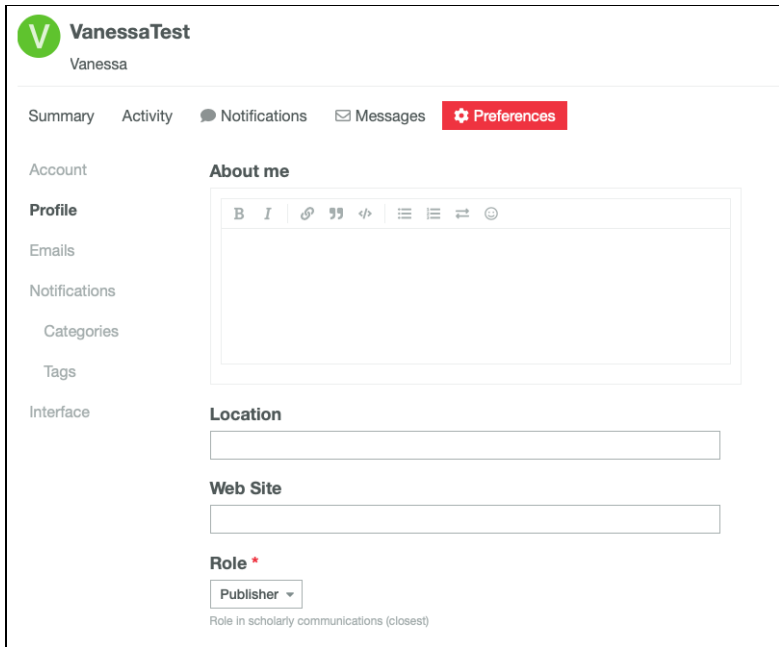 V
VanessaTest
Vanessa
Summary Activity Notifications Messages Preferences
Account
Profile
Emails
Notifications
Categories
Tags
Interface
About me
B I
Location
Web Site
Role *
Publisher
Role in scholarly communications (closest)